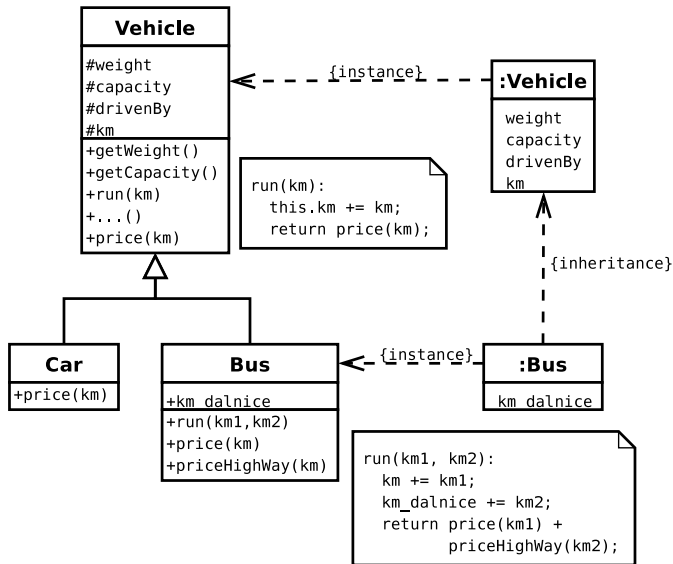 Vehicle
#weight
#capacity
#drivenBy
#km
+getWeight()
+getCapacity()
+run(km)
+...()
+price(km)
{instance}
:Vehicle
weight
capacity
drivenBy
km
run(km):
this.km += km;
return price(km);
{inheritance}
Car
+price(km)
Bus
+km_dalnice
+run(km1,km2)
+price(km)
+priceHighWay(km)
{instance}
:Bus
km_dalnice
run(km1, km2):
km += km1;
km_dalnice += km2;
return price(km1) +
priceHighWay(km2);